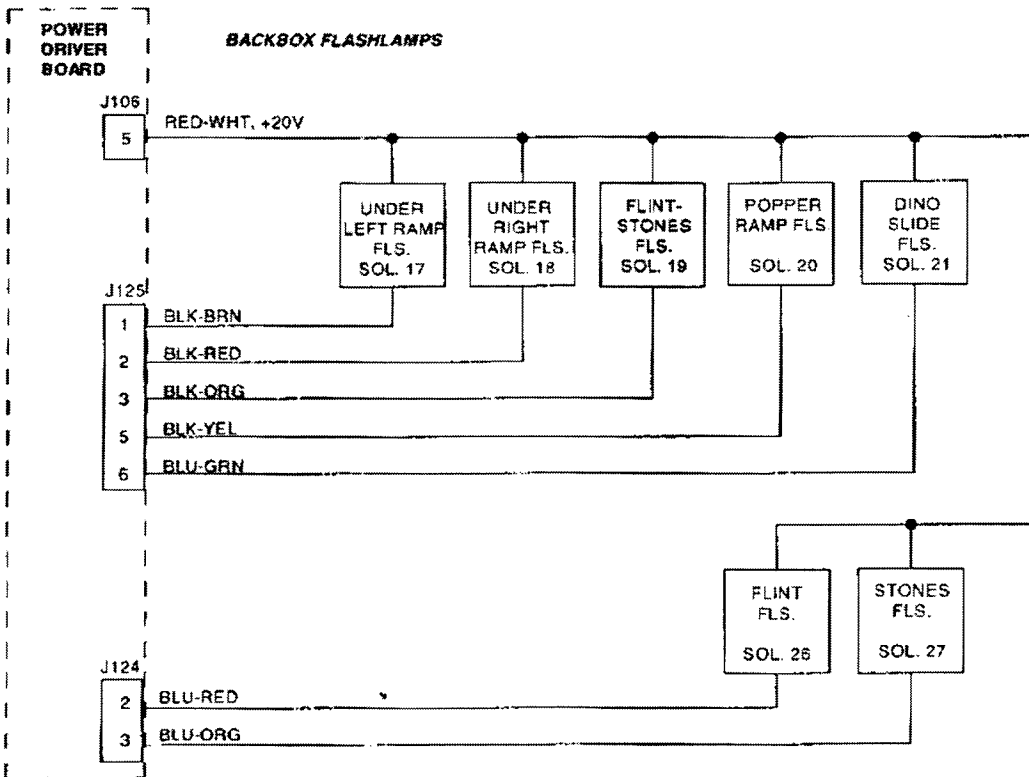 POWER
DRIVER
BOARD
BACKBOX FLASHLAMPS
J106
5
RED-WHT, +20V
UNDER
LEFT RAMP
FLS.
SOL. 17
UNDER
RIGHT
RAMP FLS.
SOL. 18
FLINT-
STONES
FLS.
SOL. 19
POPPER
RAMP FLS.
SOL. 20
DINO
SLIDE
FLS.
SOL. 21
J125
1 BLK-BRN
2 BLK-RED
3 BLK-ORG
5 BLK-YEL
6 BLU-GRN
FLINT
FLS.
SOL. 26
STONES
FLS.
SOL. 27
J124
2 BLU-RED
3 BLU-ORG